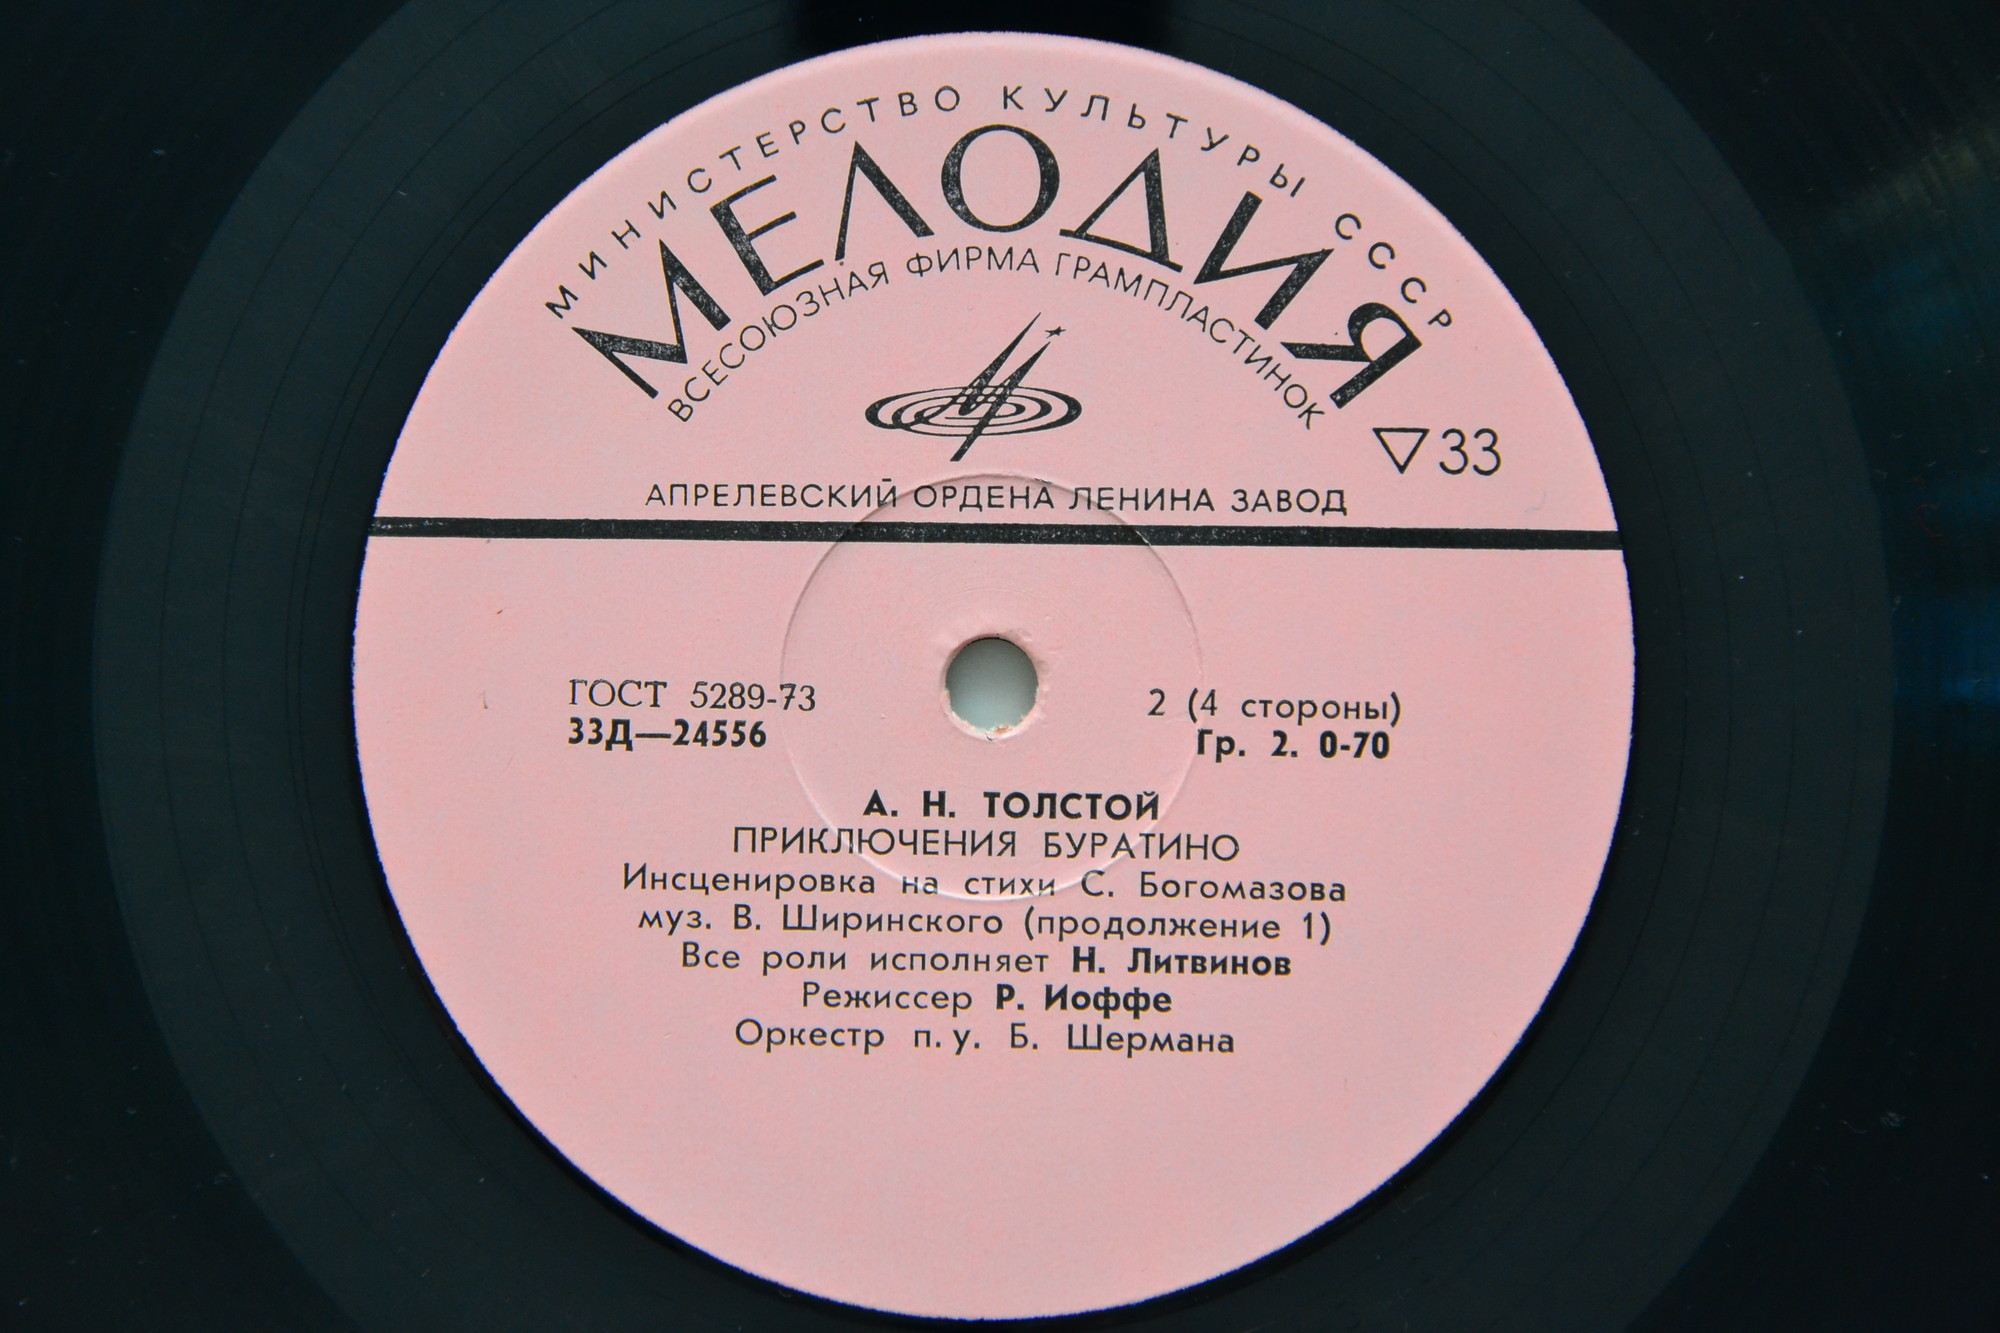 МИНИСТЕРСТВО КУЛЬТУРЫ СССР
МЕЛОДИЯ
ВСЕСОЮЗНАЯ ФИРМА ГРАМПЛАСТИНОК
33
АПРЕЛЕВСКИЙ ОРДЕНА ЛЕНИНА ЗАВОД
ГОСТ 5289-73
33Д—24556
2 (4 стороны)
Гр. 2. 0-70
А. Н. ТОЛСТОЙ
ПРИКЛЮЧЕНИЯ БУРАТИНО
Инсценировка на стихи С. Богомазова
муз. В. Ширинского (продолжение 1)
Все роли исполняет Н. Литвинов
Режиссер Р. Иоффе
Оркестр п. у. Б. Шермана